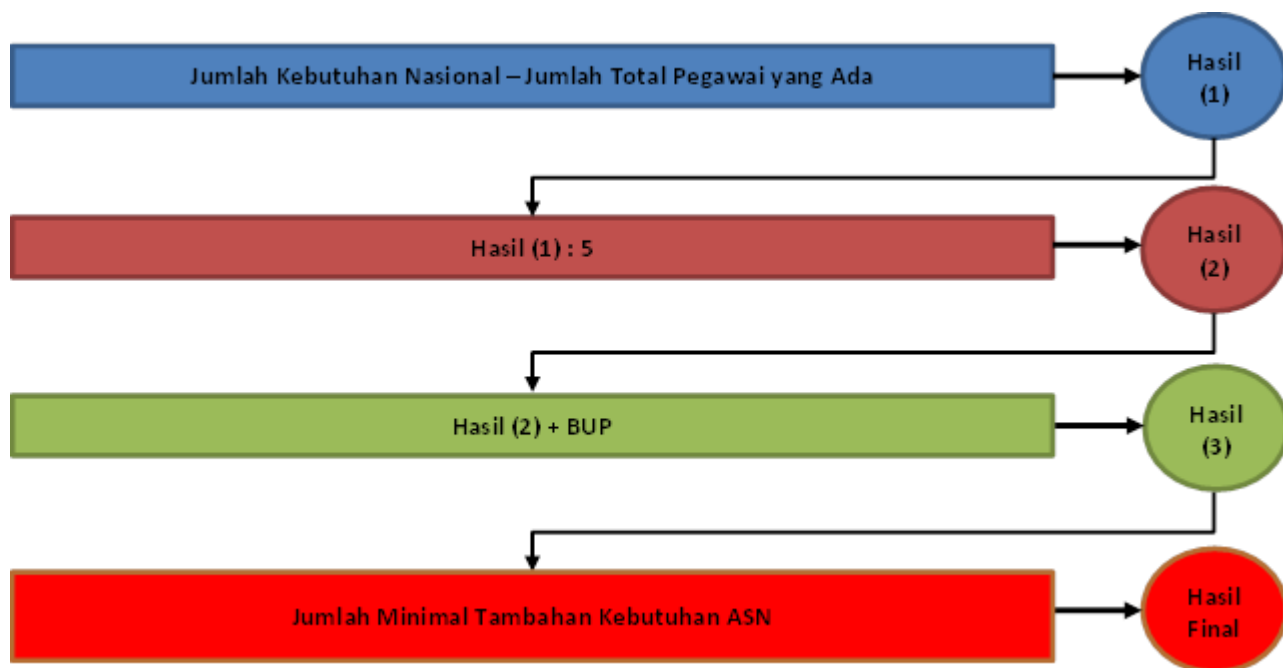 Jumlah Kebutuhan Nasional – Jumlah Total Pegawai yang Ada
Hasil
(1)
Hasil (1) : 5
Hasil
(2)
Hasil (2) + BUP
Hasil
(3)
Jumlah Minimal Tambahan Kebutuhan ASN
Hasil
Final